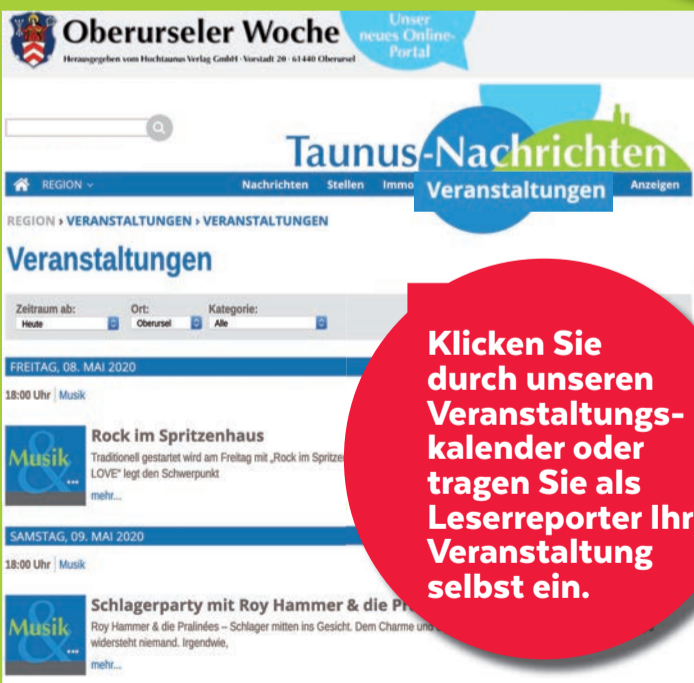 Oberurseler Woche
Herausgegeben vom Hochtaunus Verlag GmbH · Vorstadt 20 · 61440 Oberursel
Unser
neues Online-
Portal
Taunus-Nachrichten
REGION
Nachrichten Stellen Immo Veranstaltungen Anzeigen
REGION › VERANSTALTUNGEN › VERANSTALTUNGEN
Veranstaltungen
Zeitraum ab: Ort: Kategorie:
Heute Oberursel Alle
FREITAG, 08. MAI 2020
18:00 Uhr | Musik
Musik
&
...
Rock im Spritzenhaus
Traditionell gestartet wird am Freitag mit „Rock im Spritze
LOVE" legt den Schwerpunkt
mehr...
SAMSTAG, 09. MAI 2020
18:00 Uhr | Musik
Musik
&
...
Schlagerparty mit Roy Hammer & die P
Roy Hammer & die Pralinées – Schlager mitten ins Gesicht. Dem Charme und
widersteht niemand. Irgendwie,
mehr...
Klicken Sie
durch unseren
Veranstaltungs-
kalender oder
tragen Sie als
Leserreporter Ihre
Veranstaltung
selbst ein.